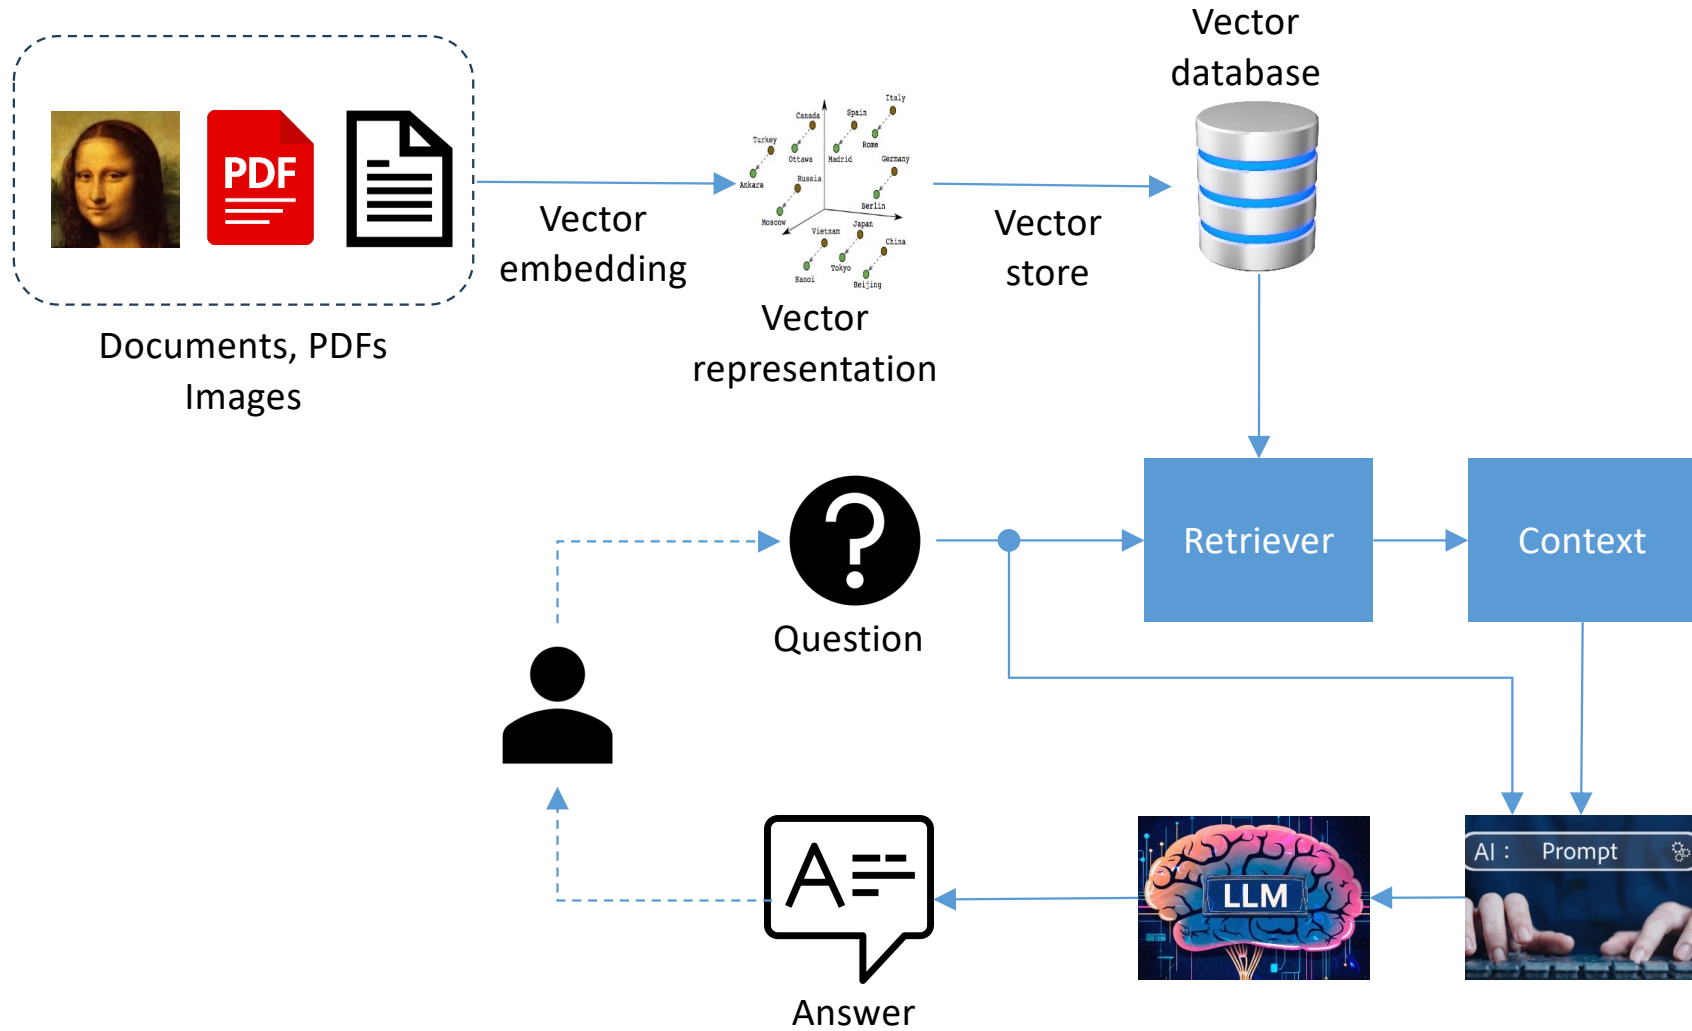 Vector
database
PDF
Documents, PDFs
Images
Vector
embedding
Italy
Canada
Spain
Turkey
Rome
Ottawa
Madrid
Germany
Ankara
Russia
Berlin
Moscow
Vietnam
Japan
China
Hanoi
Tokyo
Beijing
Vector
representation
Vector
store
Question
Retriever
Context
AI : Prompt
LLM
A
Answer